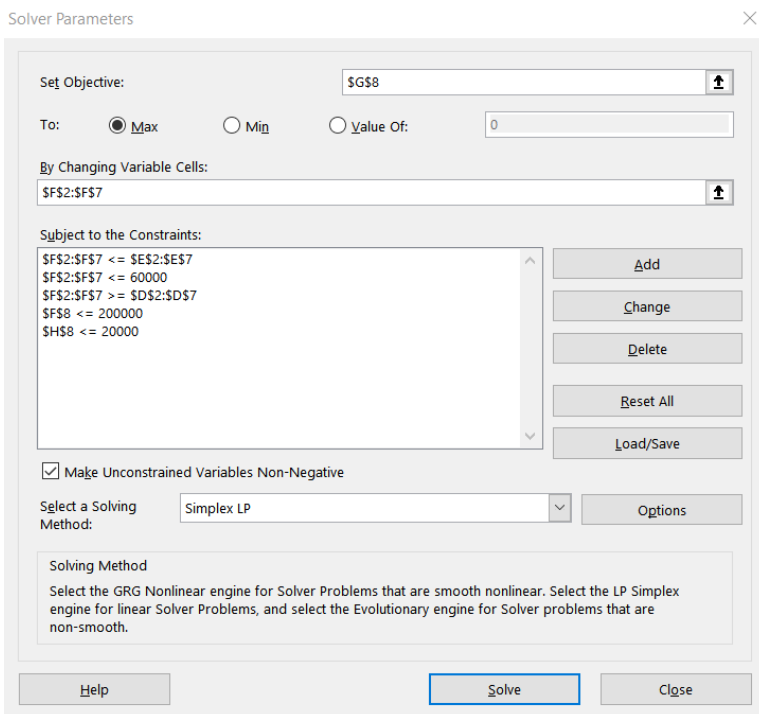 Solver Parameters
Set Objective:
$G$8
To:
Max
Min
Value Of:
0
By Changing Variable Cells:
$F$2:$F$7
Subject to the Constraints:
$F$2:$F$7 <= $E$2:$E$7
$F$2:$F$7 <= 60000
$F$2:$F$7 >= $D$2:$D$7
$F$8 <= 200000
$H$8 <= 20000
Add
Change
Delete
Reset All
Load/Save
Make Unconstrained Variables Non-Negative
Select a Solving
Method:
Simplex LP
Options
Solving Method
Select the GRG Nonlinear engine for Solver Problems that are smooth nonlinear. Select the LP Simplex
engine for linear Solver Problems, and select the Evolutionary engine for Solver problems that are
non-smooth.
Help
Solve
Close